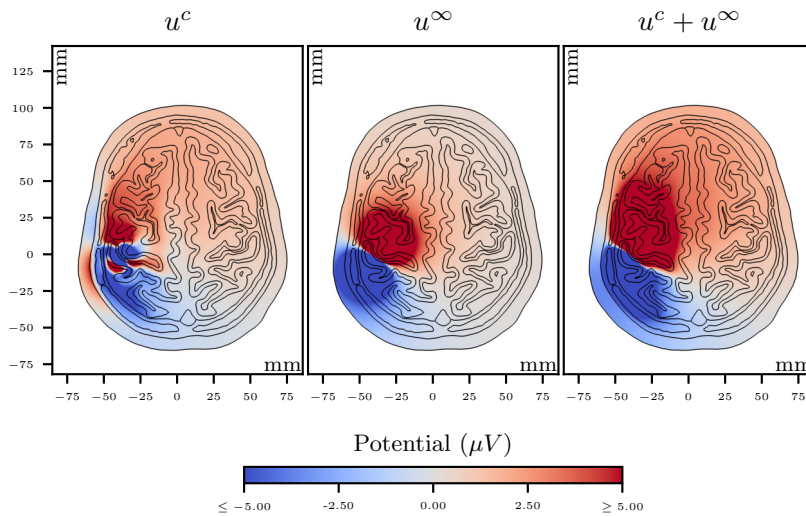 u^c u^∞ u^c + u^∞
mm mm mm
125
100
75
50
25
0
−25
−50
−75
mm mm mm
−75 −50 −25 0 25 50 75 −75 −50 −25 0 25 50 75 −75 −50 −25 0 25 50 75
Potential (μV)
≤ −5.00 -2.50 0.00 2.50 ≥ 5.00